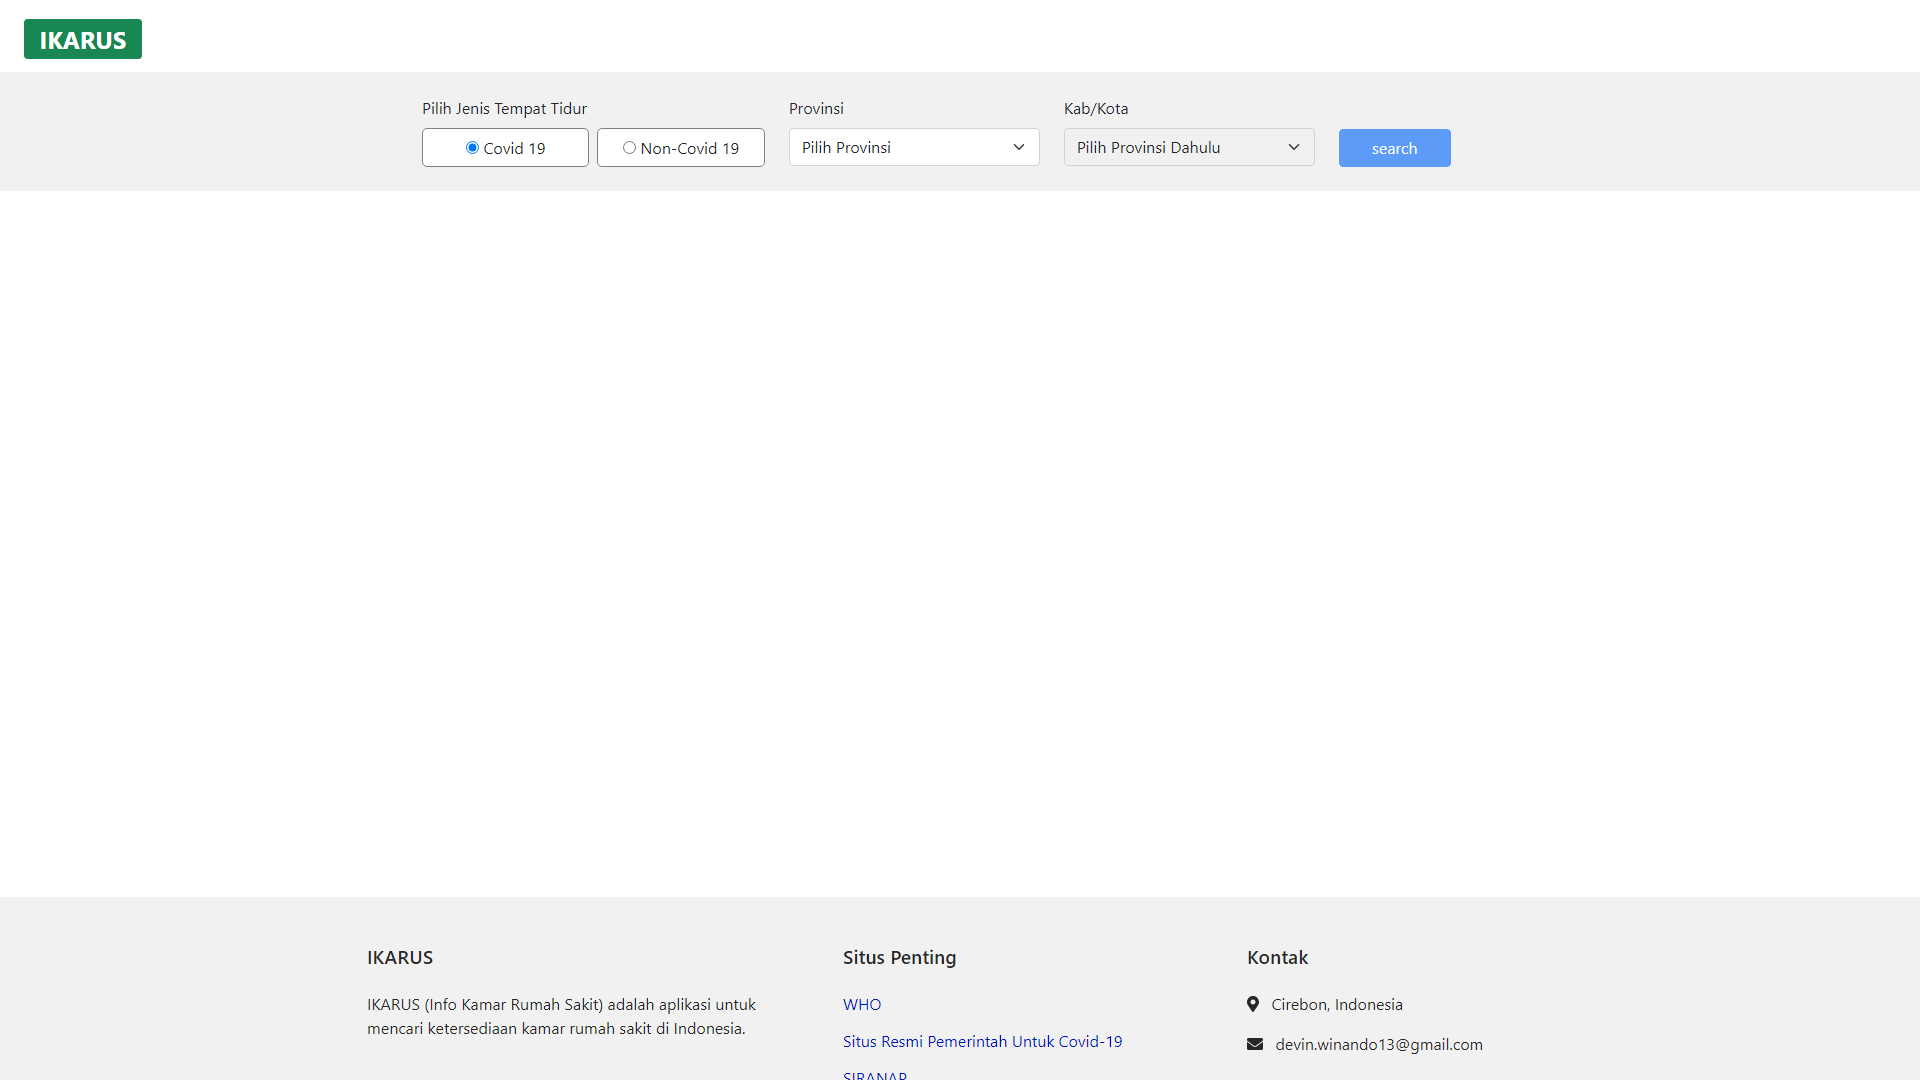 IKARUS
Pilih Jenis Tempat Tidur
Covid 19
Non-Covid 19
Provinsi
Pilih Provinsi
Kab/Kota
Pilih Provinsi Dahulu
search
IKARUS
IKARUS (Info Kamar Rumah Sakit) adalah aplikasi untuk
mencari ketersediaan kamar rumah sakit di Indonesia.
Situs Penting
WHO
Situs Resmi Pemerintah Untuk Covid-19
SIRANAP
Kontak
Cirebon, Indonesia
devin.winando13@gmail.com